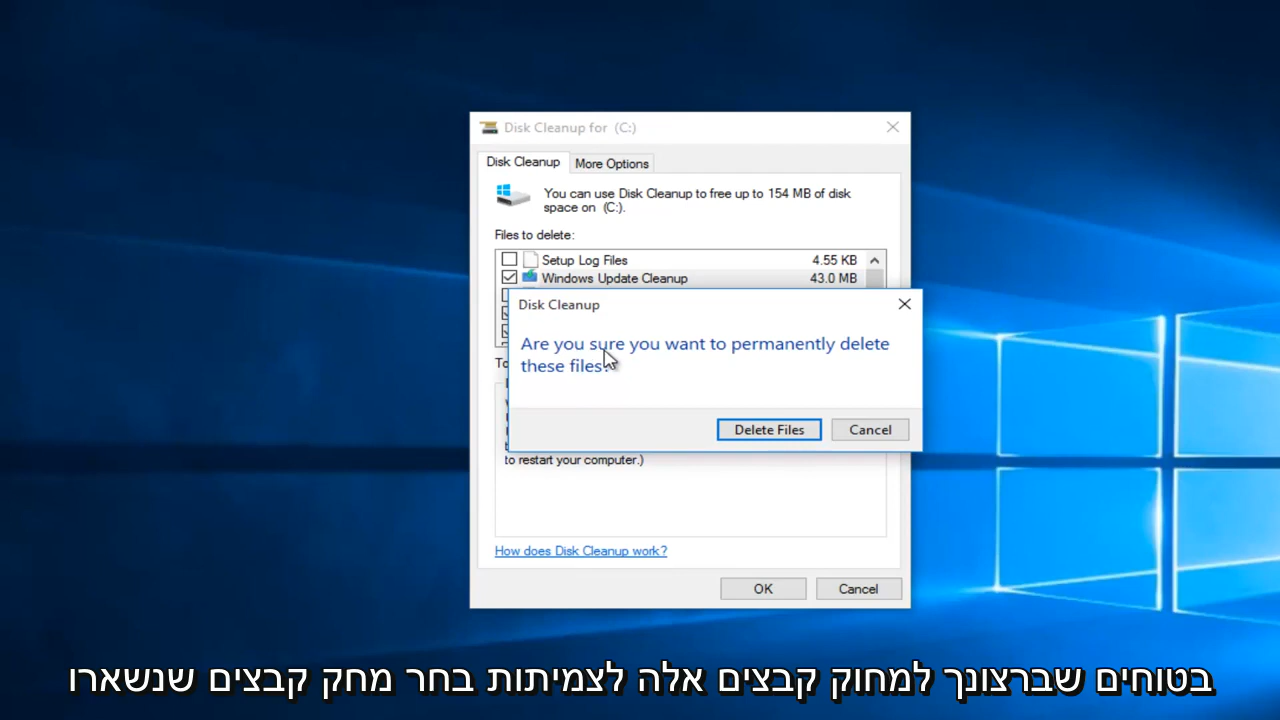 Disk Cleanup for (C:)
Disk Cleanup
More Options
You can use Disk Cleanup to free up to 154 MB of disk
space on (C:).
Files to delete:
Setup Log Files 4.55 KB
Windows Update Cleanup 43.0 MB
Disk Cleanup
Are you sure you want to permanently delete
these files?
Delete Files
Cancel
to restart your computer.)
How does Disk Cleanup work?
OK
Cancel
בטוחים שברצונך למחוק קבצים אלה לצמיתות בחר מחק קבצים שנשארו